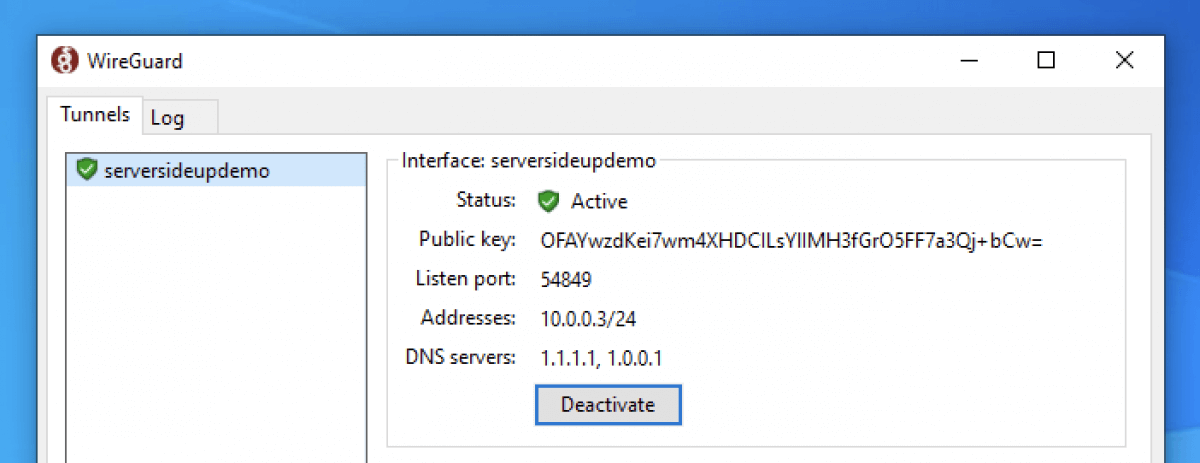 WireGuard
Tunnels
Log
serversideupdemo
Interface: serversideupdemo
Status: Active
Public key: OFAYwzdKei7wm4XHDCILsYIIMH3fGrO5FF7a3Qj+bCw=
Listen port: 54849
Addresses: 10.0.0.3/24
DNS servers: 1.1.1.1, 1.0.0.1
Deactivate